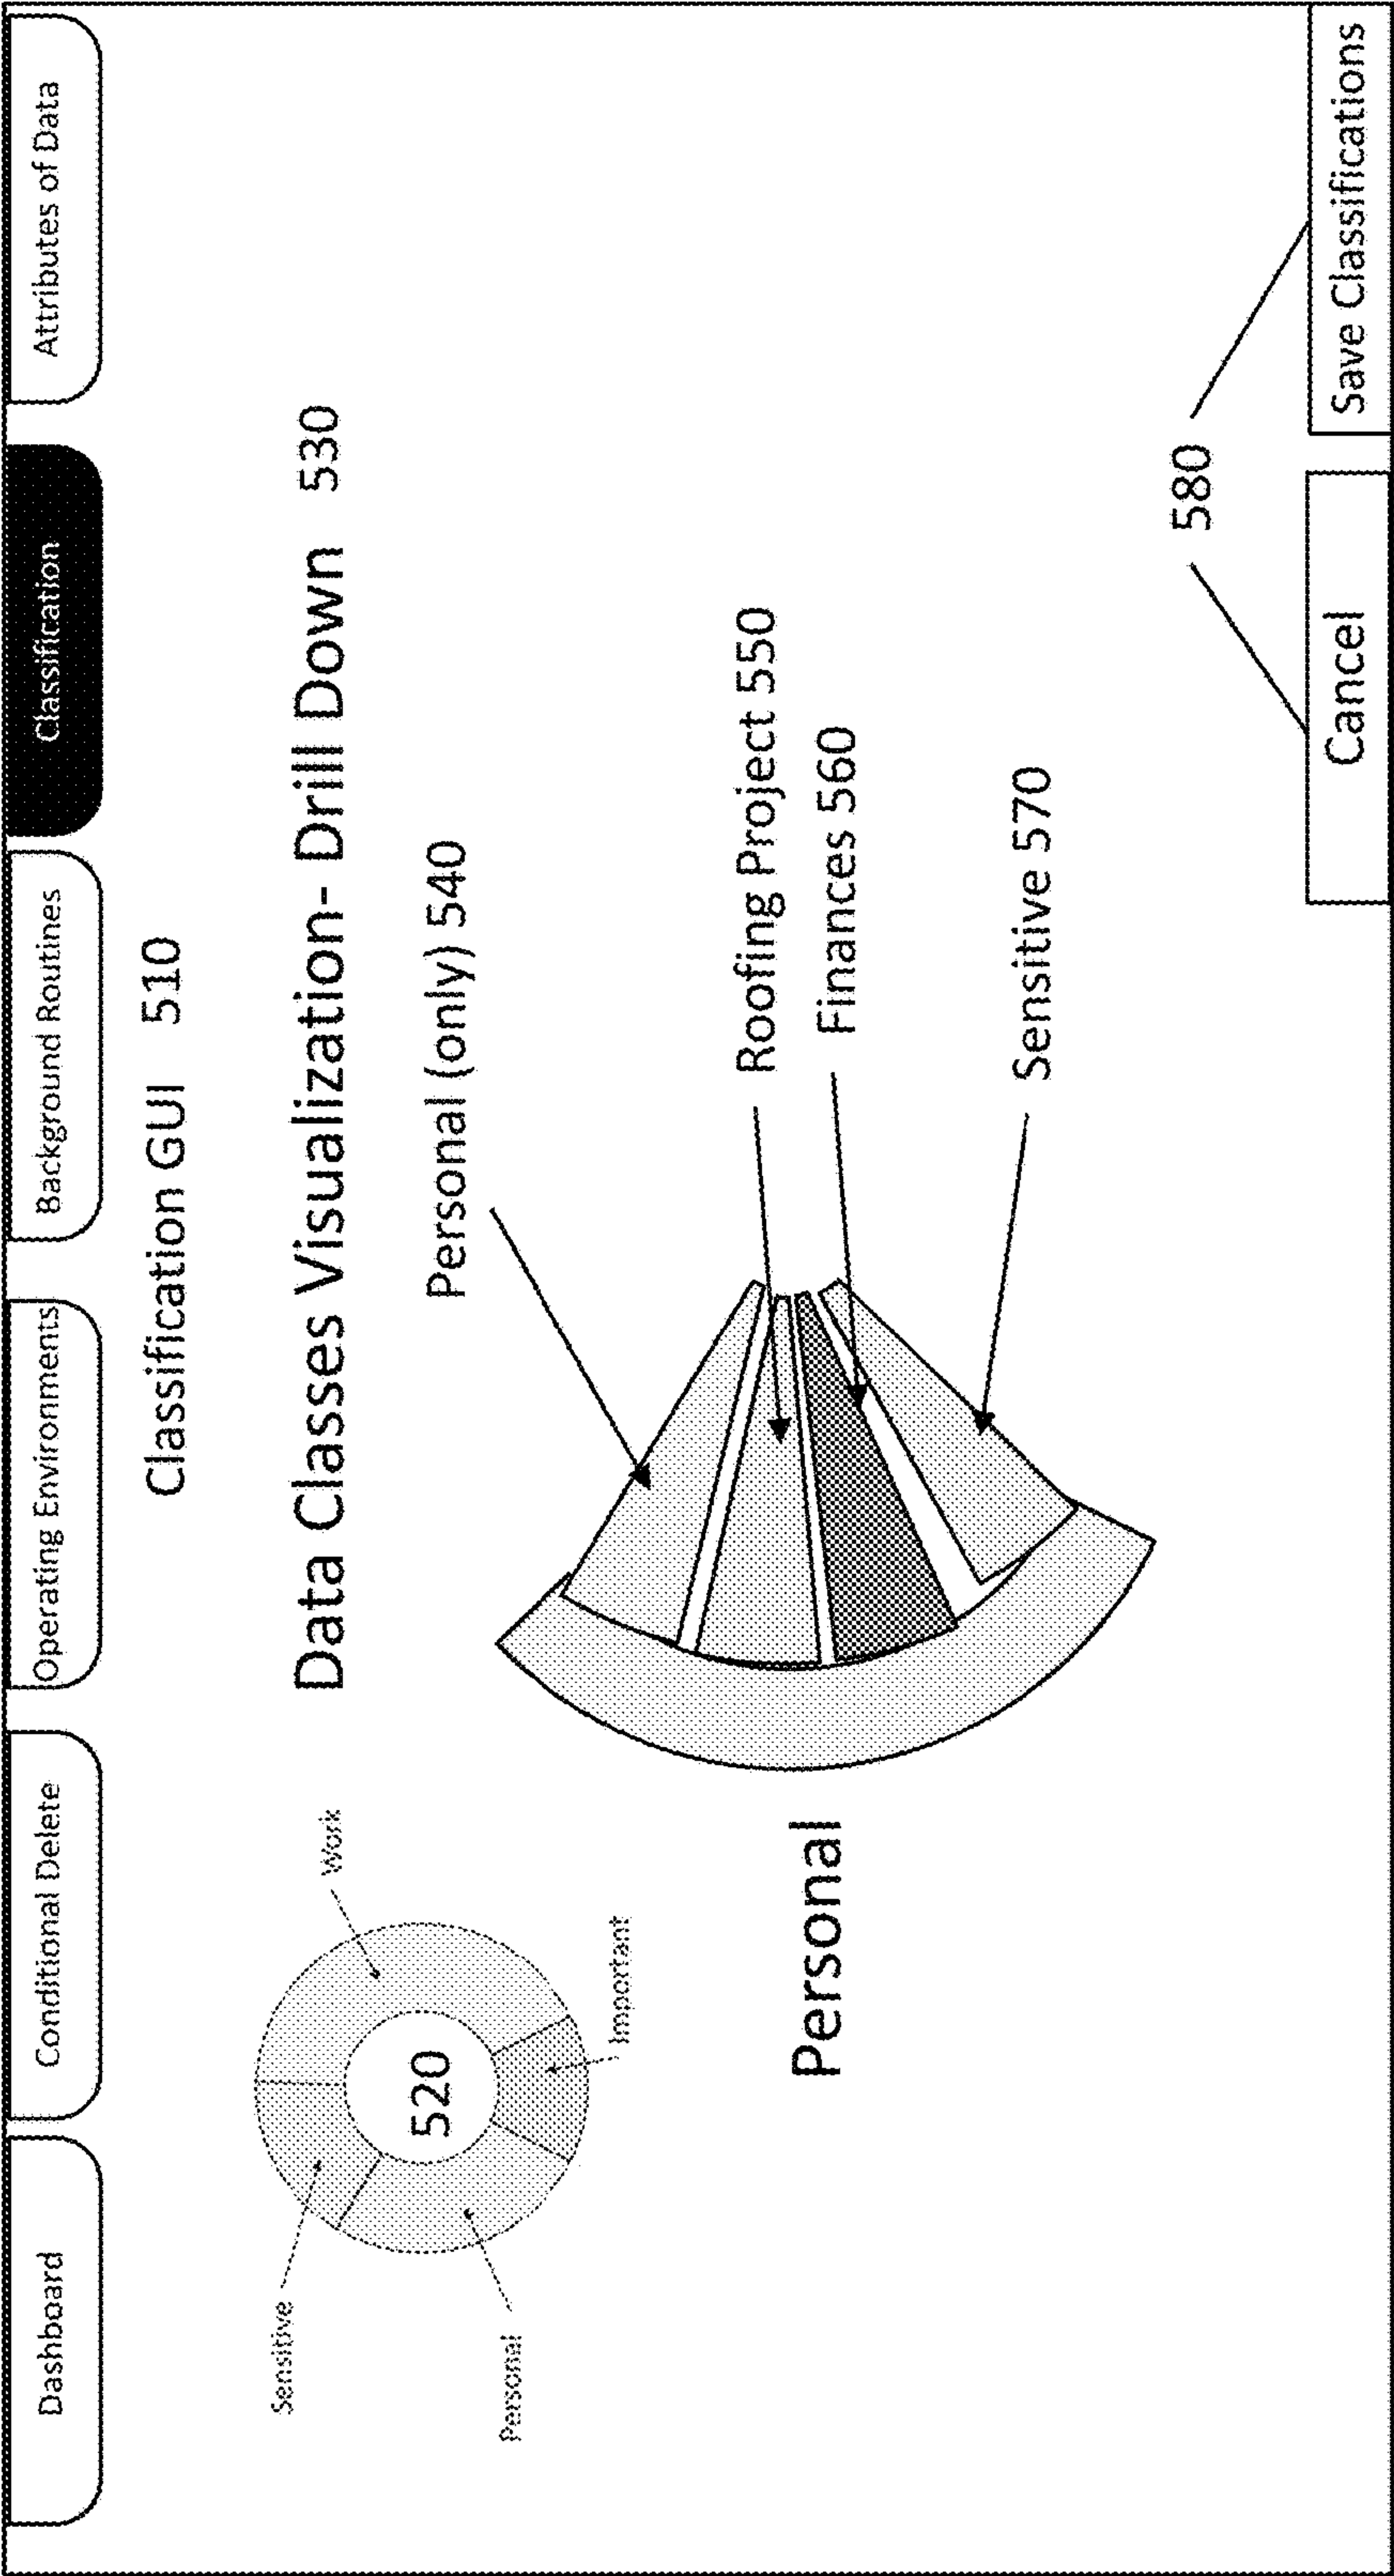 Dashboard
Conditional Delete
Operating Environments
Background Routines
Classification
Attributes of Data
Classification GUI 510
Data Classes Visualization- Drill Down 530
Sensitive
Work
520
Personal
Important
Personal (only) 540
Roofing Project 550
Finances 560
Sensitive 570
Personal
580
Cancel
Save Classifications